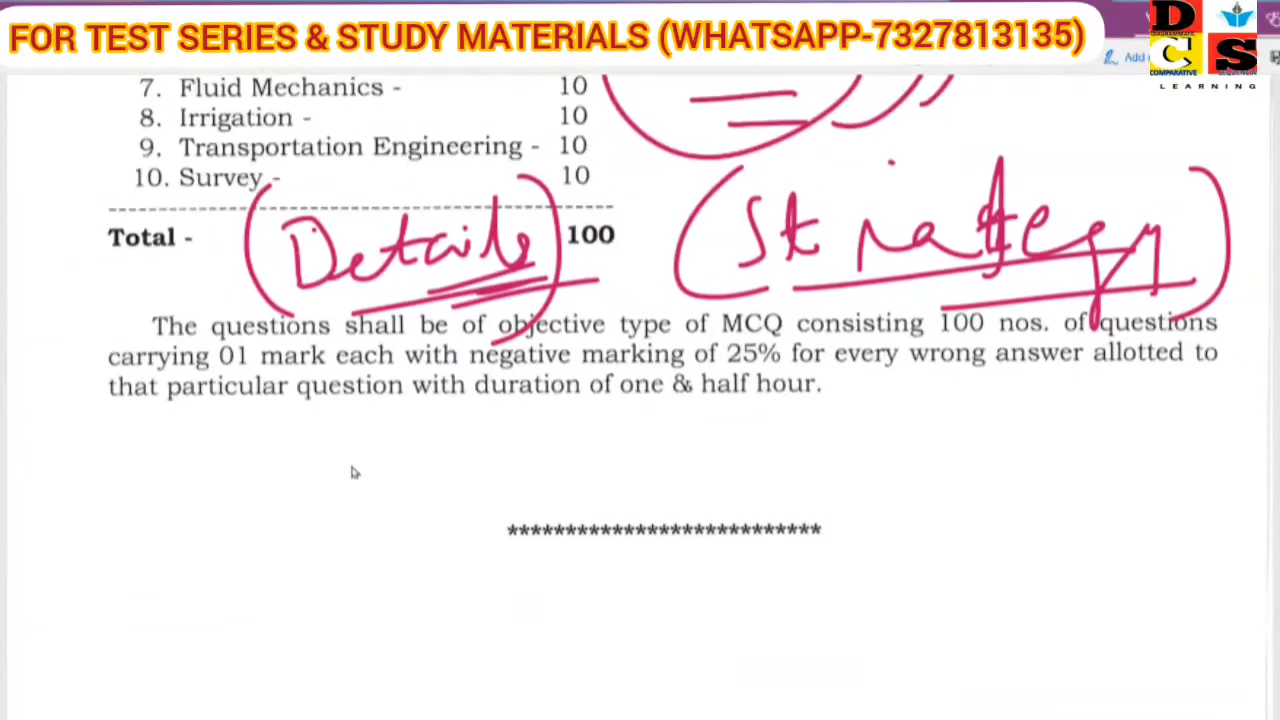 FOR TEST SERIES & STUDY MATERIALS (WHATSAPP-7327813135)
D
DIAGRAMMATIC
C S
COMPARATIVE
LEARNING
Add
7. Fluid Mechanics - 10
8. Irrigation - 10
9. Transportation Engineering - 10
10. Survey - 10
Total - 100
(Details) (Strategy)
The questions shall be of objective type of MCQ consisting 100 nos. of questions
carrying 01 mark each with negative marking of 25% for every wrong answer allotted to
that particular question with duration of one & half hour.
***************************